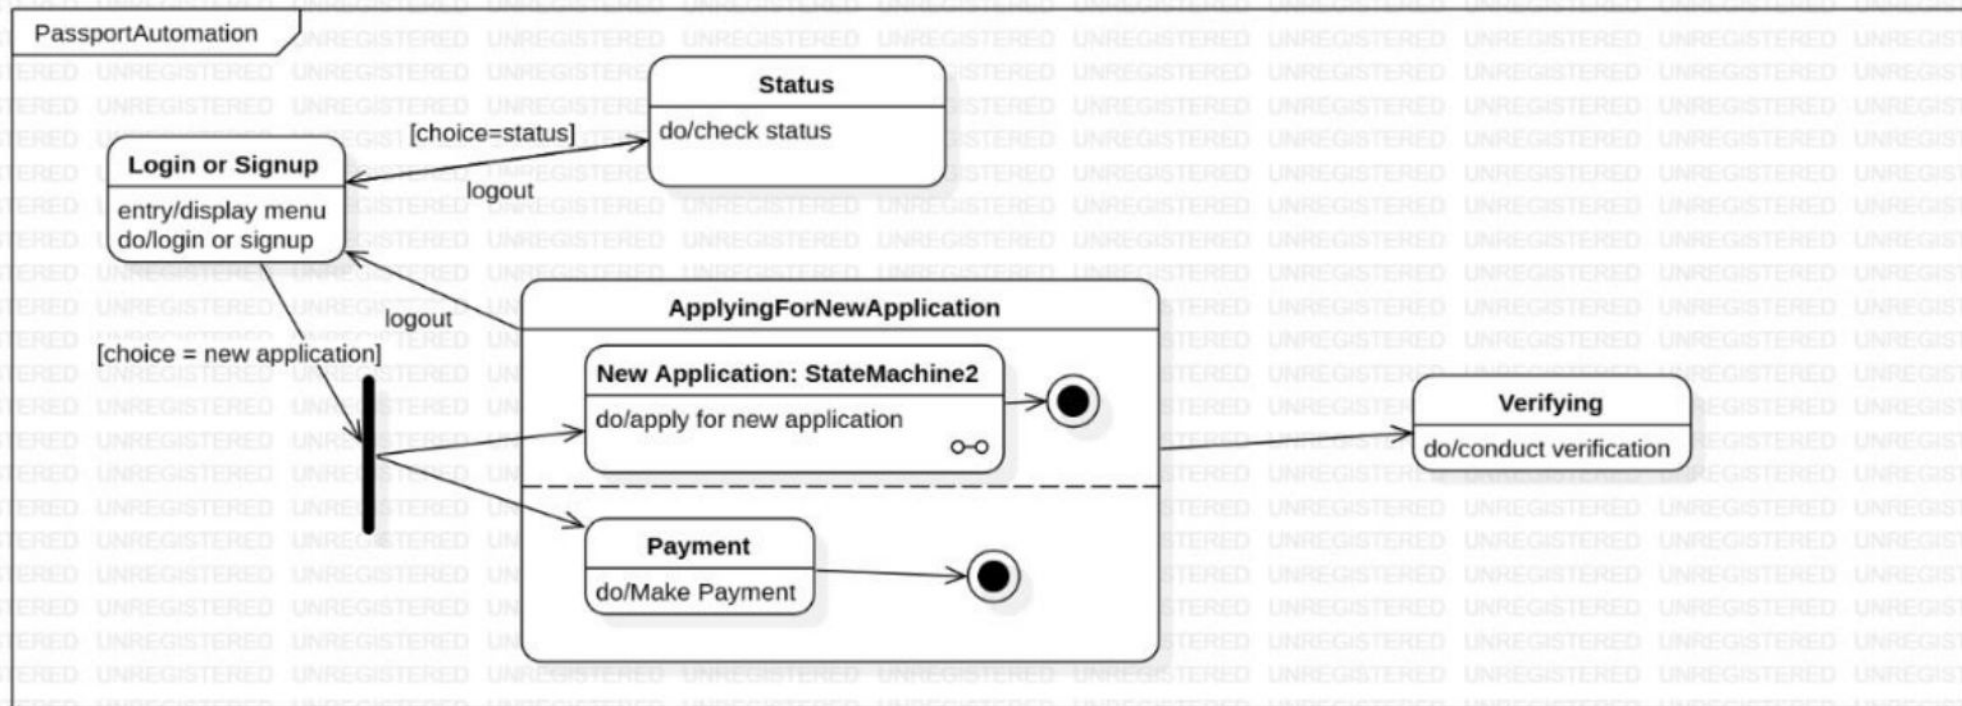 PassportAutomation
Status
do/check status
[choice=status]
logout
Login or Signup
entry/display menu
do/login or signup
logout
[choice = new application]
ApplyingForNewApplication
New Application: StateMachine2
do/apply for new application
Payment
do/Make Payment
Verifying
do/conduct verification
UNREGISTERED